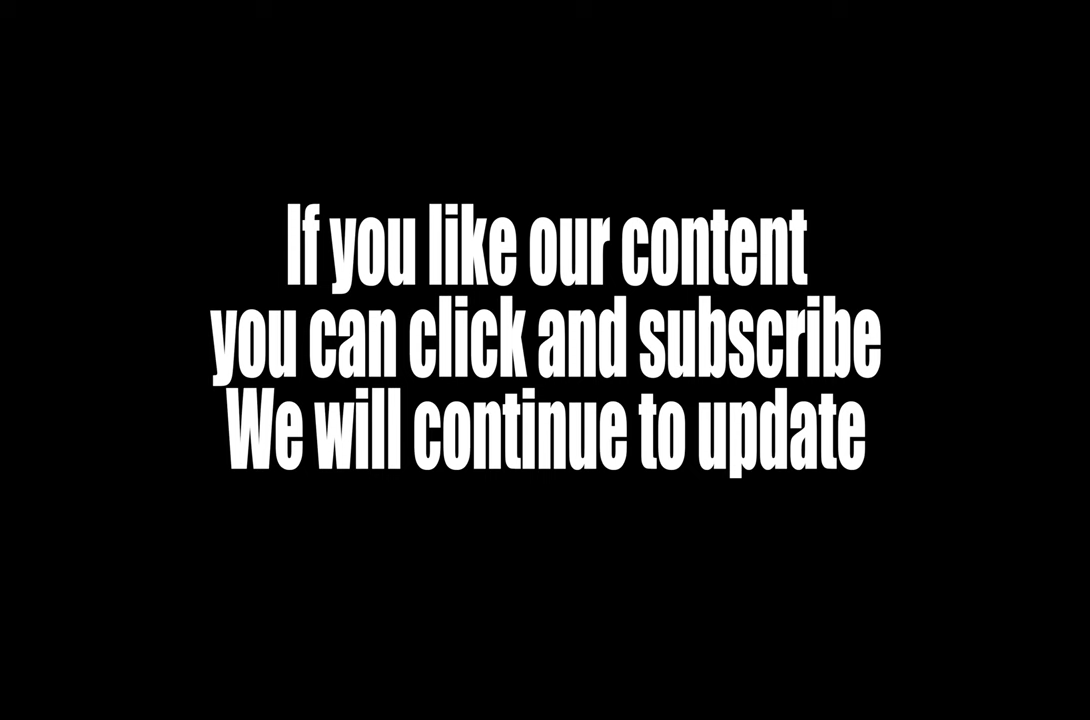 If you like our content
you can click and subscribe
We will continue to update